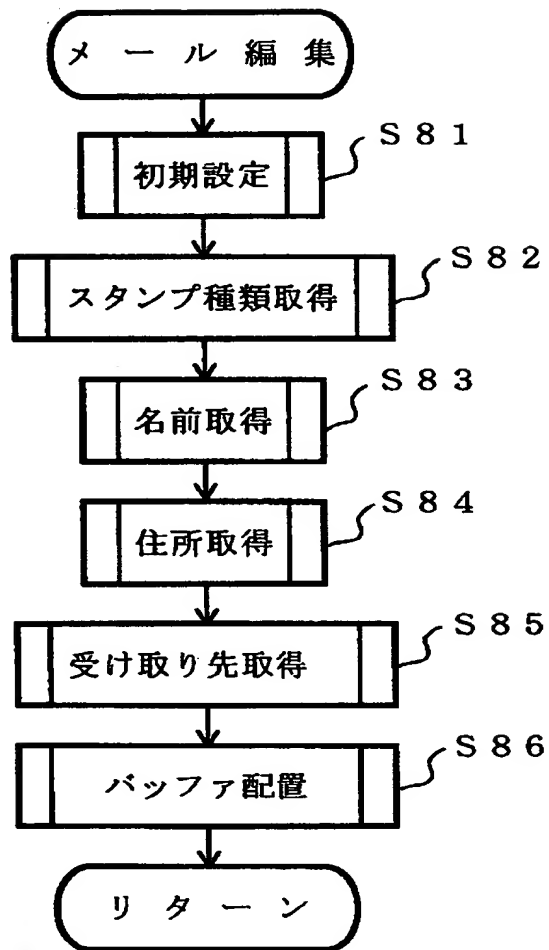 メール編集
S81
初期設定
S82
スタンプ種類取得
S83
名前取得
S84
住所取得
S85
受け取り先取得
S86
バッファ配置
リターン